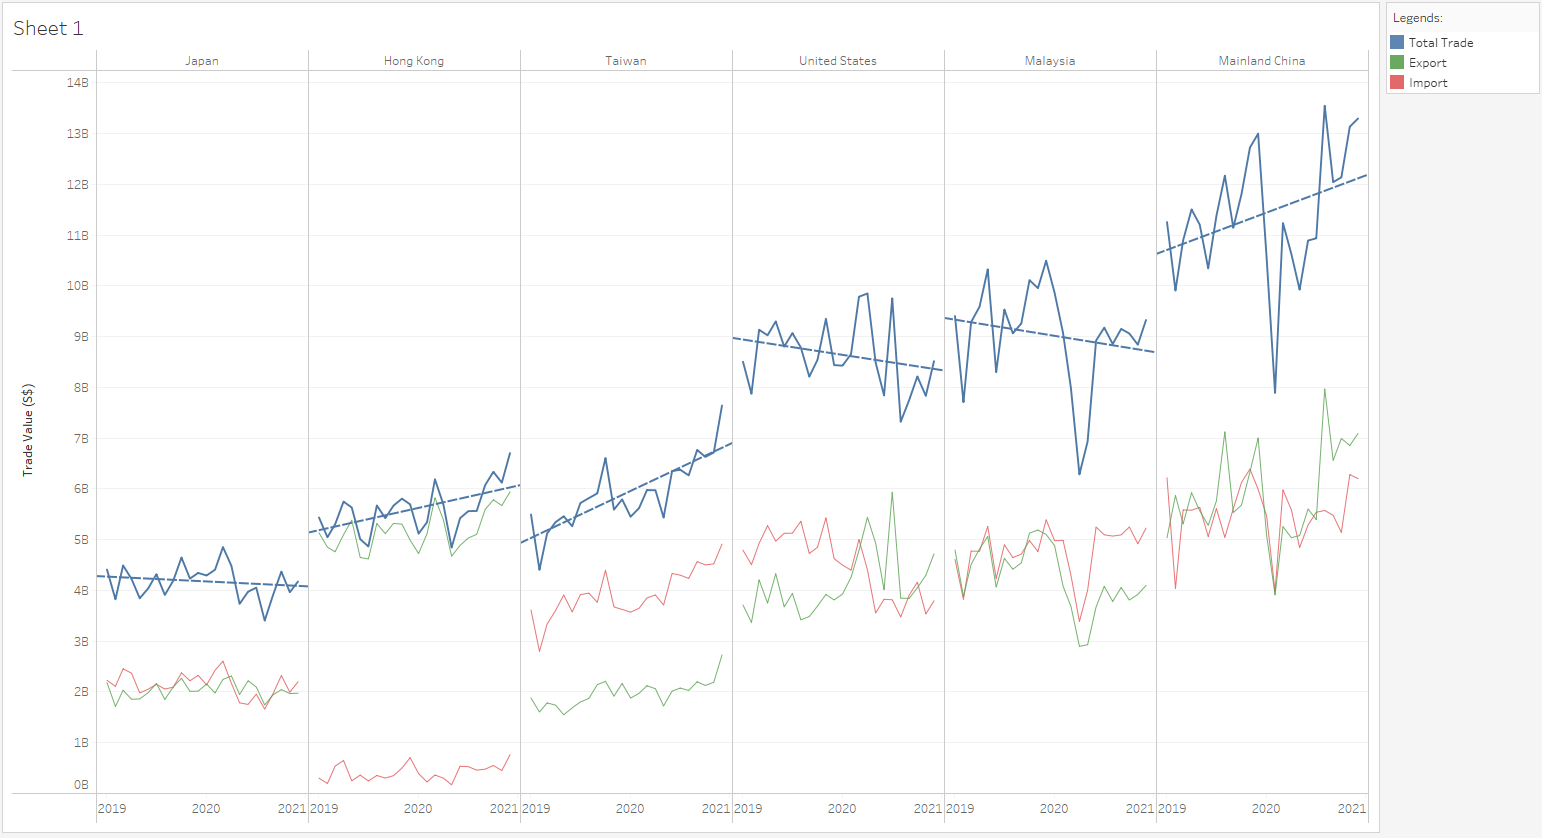 Sheet 1
Legends:
Total Trade
Export
Import
Japan
Hong Kong
Taiwan
United States
Malaysia
Mainland China
Trade Value (S$)
14B
13B
12B
11B
10B
9B
8B
7B
6B
5B
4B
3B
2B
1B
0B
2019 2020 2021 2019 2020 2021 2019 2020 2021 2019 2020 2021 2019 2020 2021 2019 2020 2021